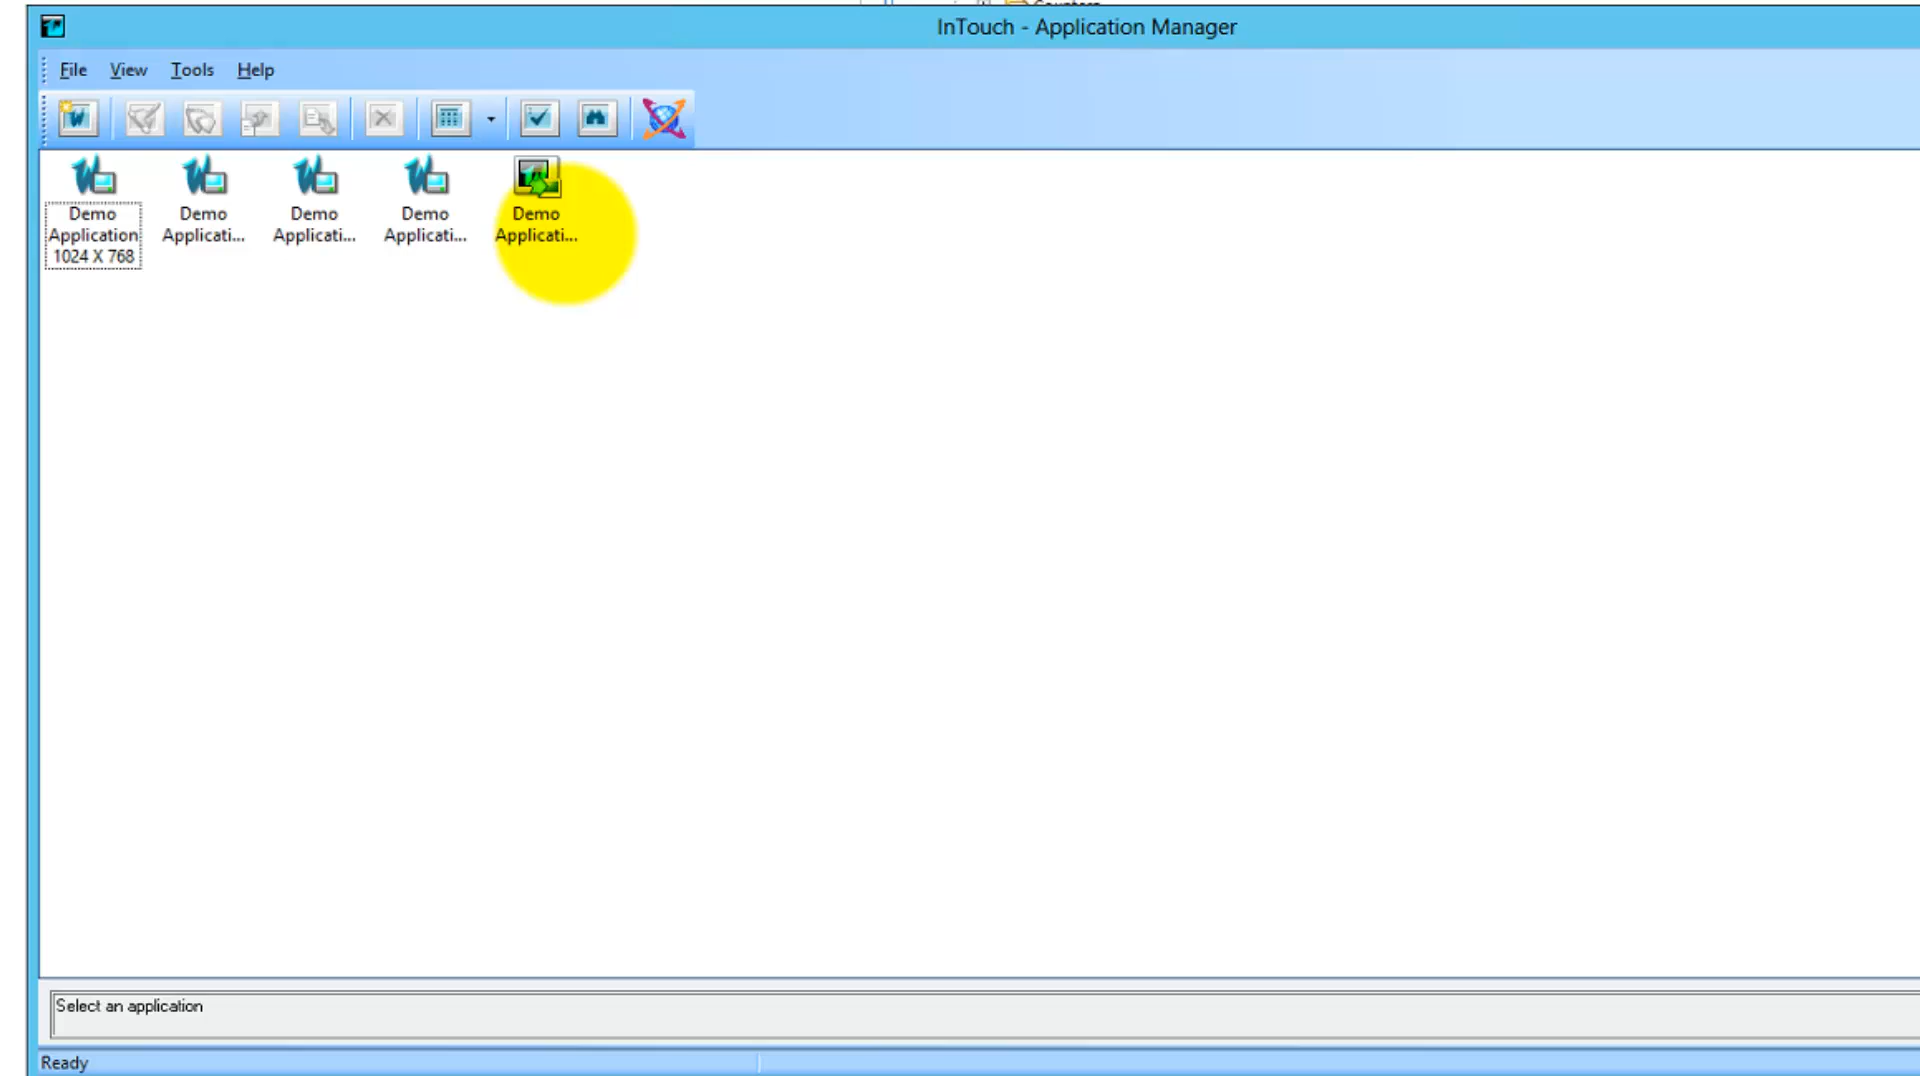 InTouch - Application Manager
File View Tools Help
Demo
Application
1024 X 768
Demo
Applicati...
Demo
Applicati...
Demo
Applicati...
Demo
Applicati...
Select an application
Ready